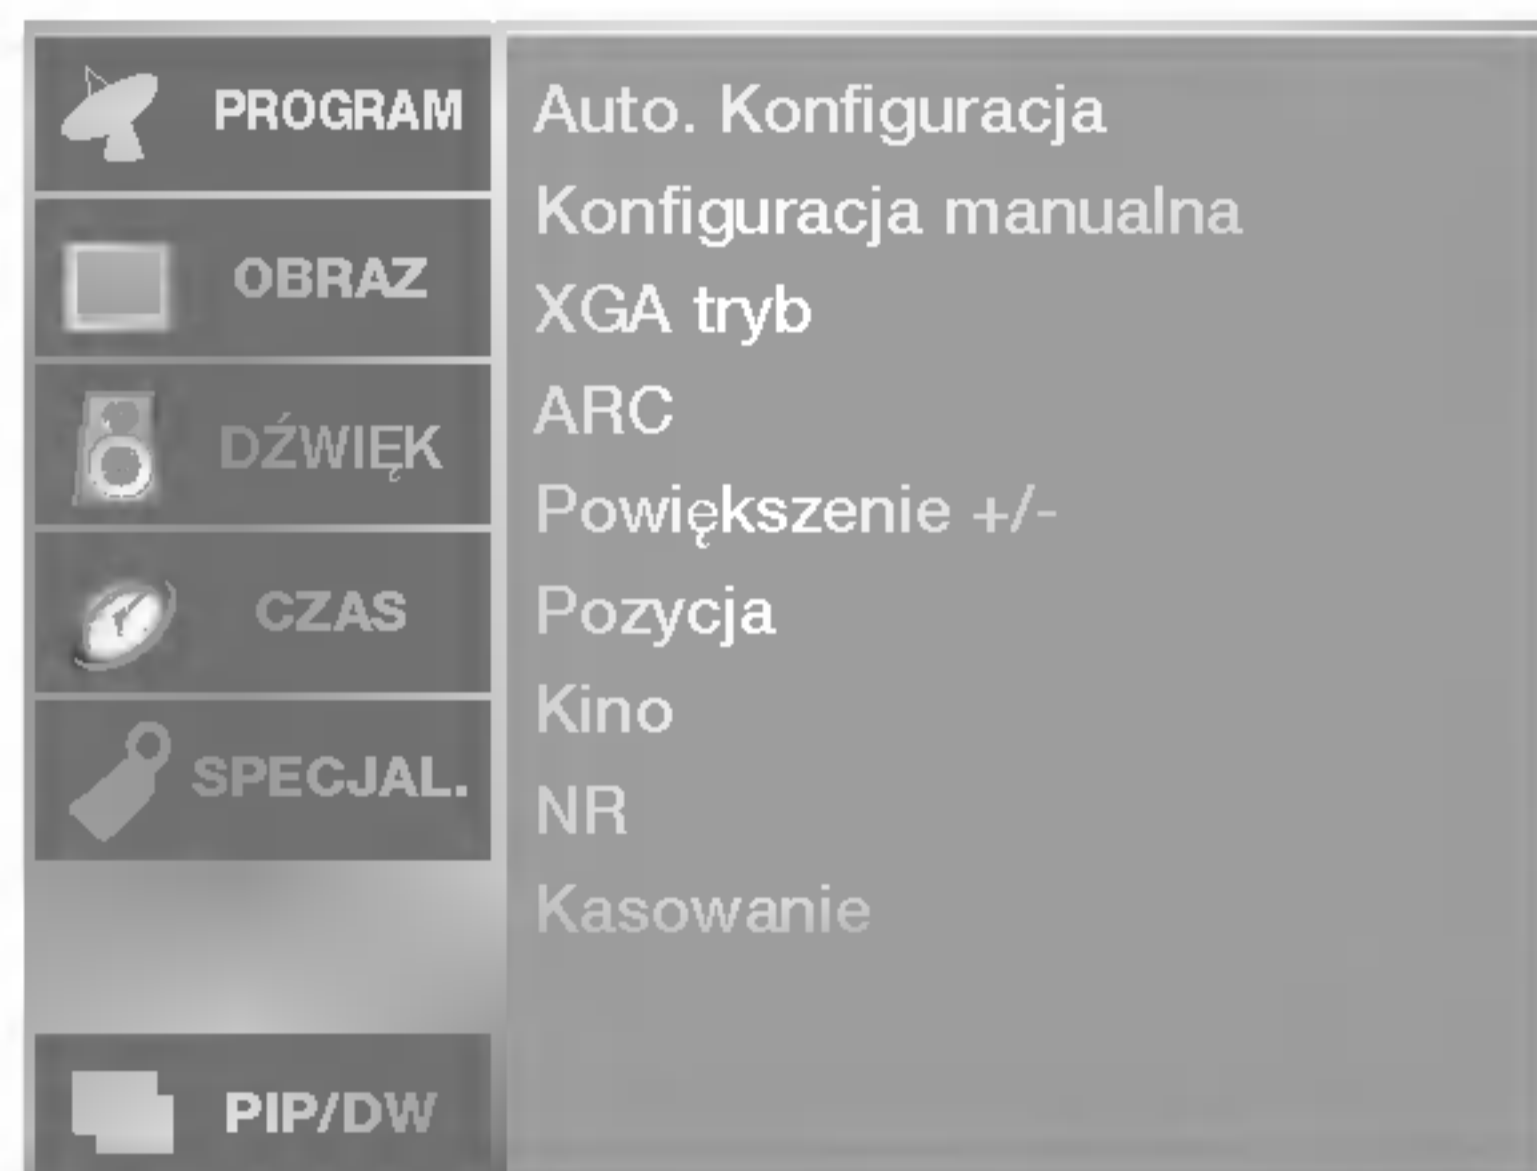 PROGRAM
OBRAZ
DŹWIĘK
CZAS
SPECJAL.
PIP/DW
Auto. Konfiguracja
Konfiguracja manualna
XGA tryb
ARC
Powiększenie +/-
Pozycja
Kino
NR
Kasowanie